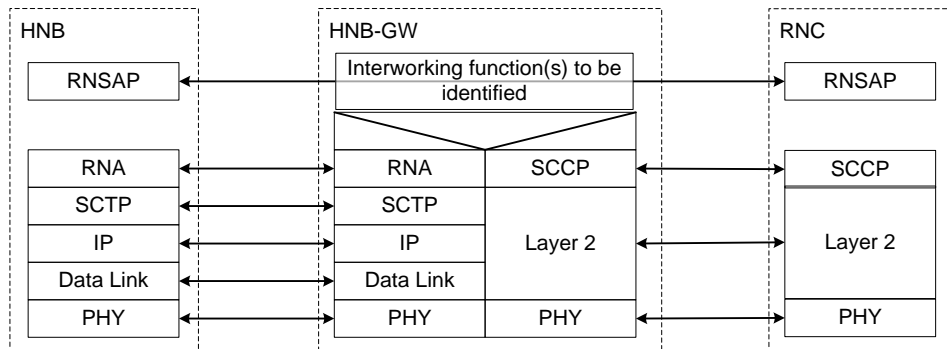 HNB
HNB-GW
RNC
RNSAP
Interworking function(s) to be
identified
RNSAP
RNA
RNA
SCCP
SCCP
SCTP
SCTP
IP
IP
Layer 2
Layer 2
Data Link
Data Link
PHY
PHY
PHY
PHY